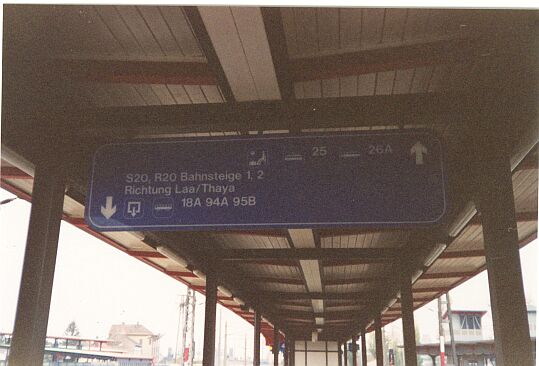 25 26A
S20, R20 Bahnsteige 1, 2
Richtung Laa/Thaya
18A 94A 95B